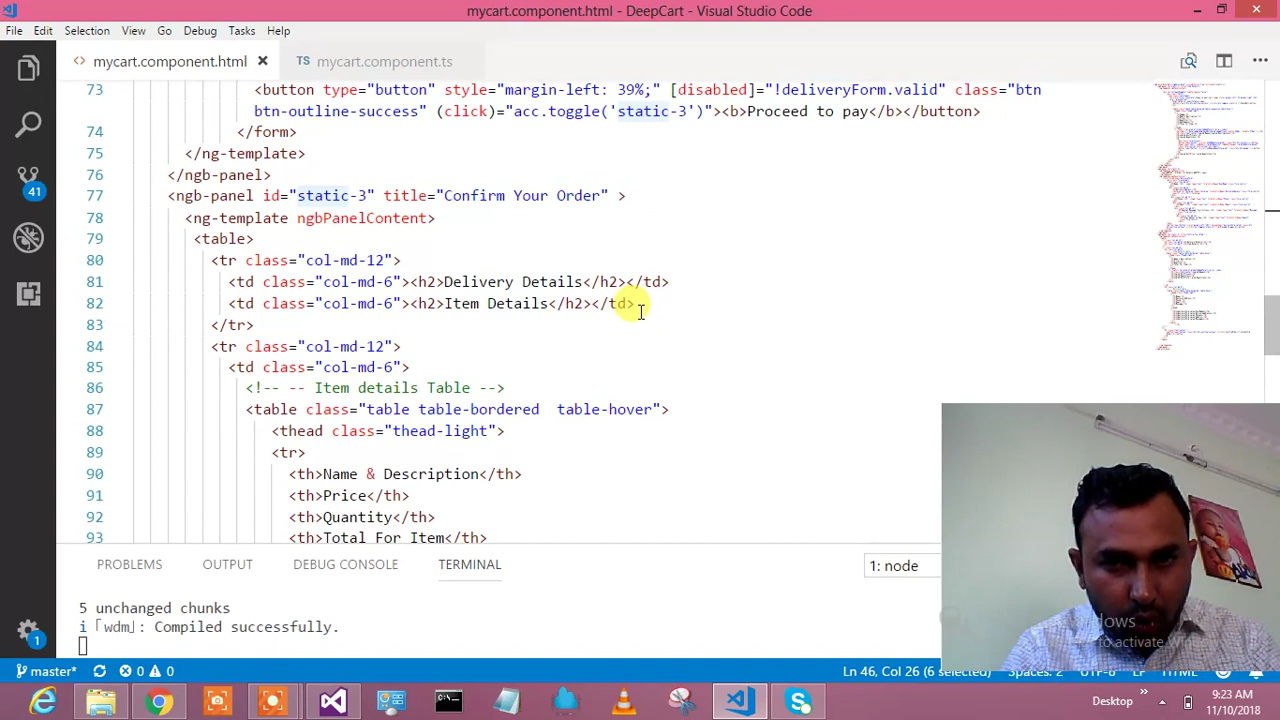 mycart.component.html - DeepCart - Visual Studio Code
File Edit Selection View Go Debug Tasks Help
mycart.component.html
TS mycart.component.ts
73 <button type="button" style="margin-left: 39%;" [disabled]="!deliveryForm.valid" class="btn
btn-outline-success" (click)="acc.toggle('static-3')"><b>Process to pay</b></button>
74 </form>
75 </ng-template>
76 </ngb-panel>
77 <ngb-panel id="static-3" title="Confirm Your Order" >
78 <ng-template ngbPanelContent>
79 <table>
80 <tr class="col-md-12">
81 <td class="col-md-6"><h2>Delivery Details</h2></td>
82 <td class="col-md-6"><h2>Item Details</h2></td>
83 </tr>
84 <tr class="col-md-12">
85 <td class="col-md-6">
86 <!-- -- Item details Table -->
87 <table class="table table-bordered  table-hover">
88 <thead class="thead-light">
89 <tr>
90 <th>Name & Description</th>
91 <th>Price</th>
92 <th>Quantity</th>
93 <th>Total For Item</th>
41
PROBLEMS OUTPUT DEBUG CONSOLE TERMINAL
1: node
5 unchanged chunks
i ｢wdm｣: Compiled successfully.
1
master*
0 0
Ln 46, Col 26 (6 selected)
Spaces: 2 UTF-8 LF HTML
Desktop
9:23 AM
11/10/2018